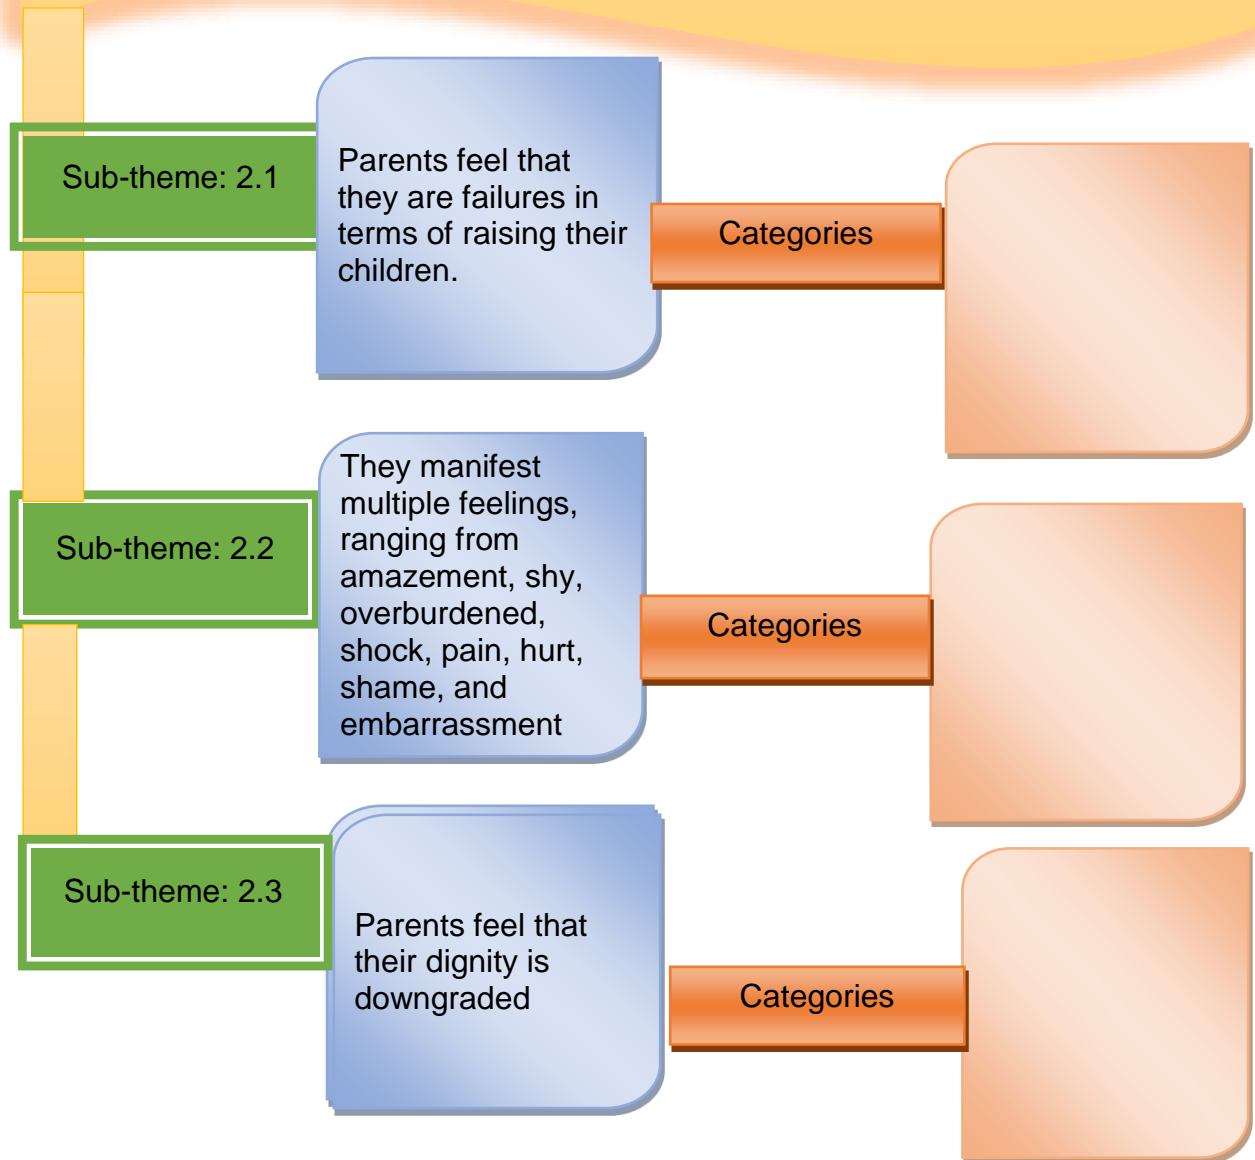 Sub-theme: 2.1
Parents feel that
they are failures in
terms of raising their
children.
Categories
Sub-theme: 2.2
They manifest
multiple feelings,
ranging from
amazement, shy,
overburdened,
shock, pain, hurt,
shame, and
embarrassment
Categories
Sub-theme: 2.3
Parents feel that
their dignity is
downgraded
Categories